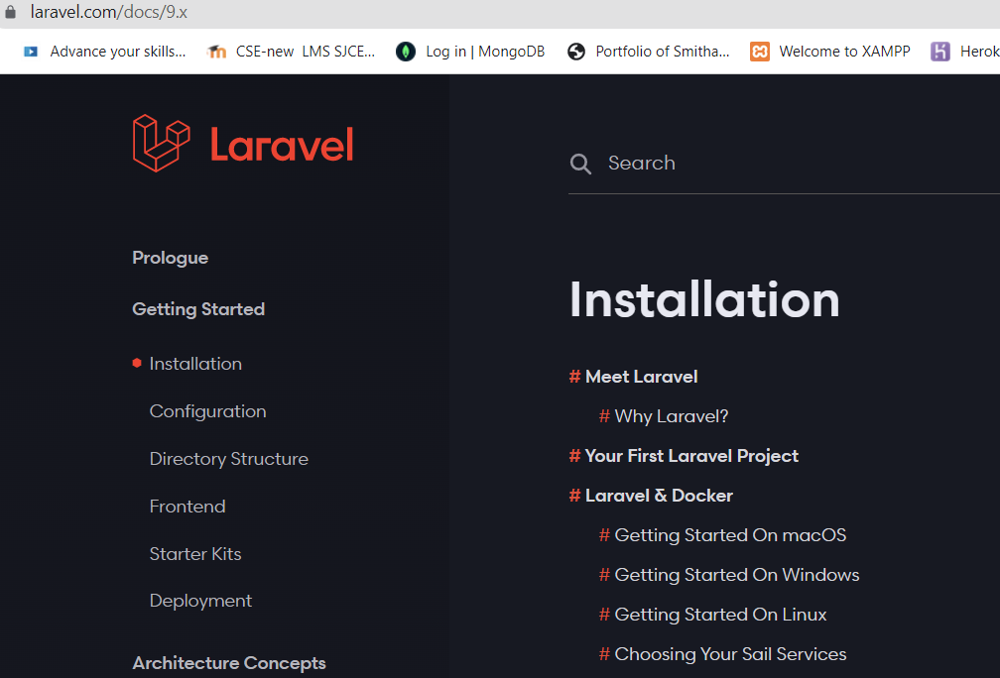 laravel.com/docs/9.x
Advance your skills... CSE-new LMS SJCE... Log in | MongoDB Portfolio of Smitha... Welcome to XAMPP Herok
Laravel
Search
Prologue
Getting Started
Installation
Configuration
Directory Structure
Frontend
Starter Kits
Deployment
Architecture Concepts
Installation
# Meet Laravel
# Why Laravel?
# Your First Laravel Project
# Laravel & Docker
# Getting Started On macOS
# Getting Started On Windows
# Getting Started On Linux
# Choosing Your Sail Services